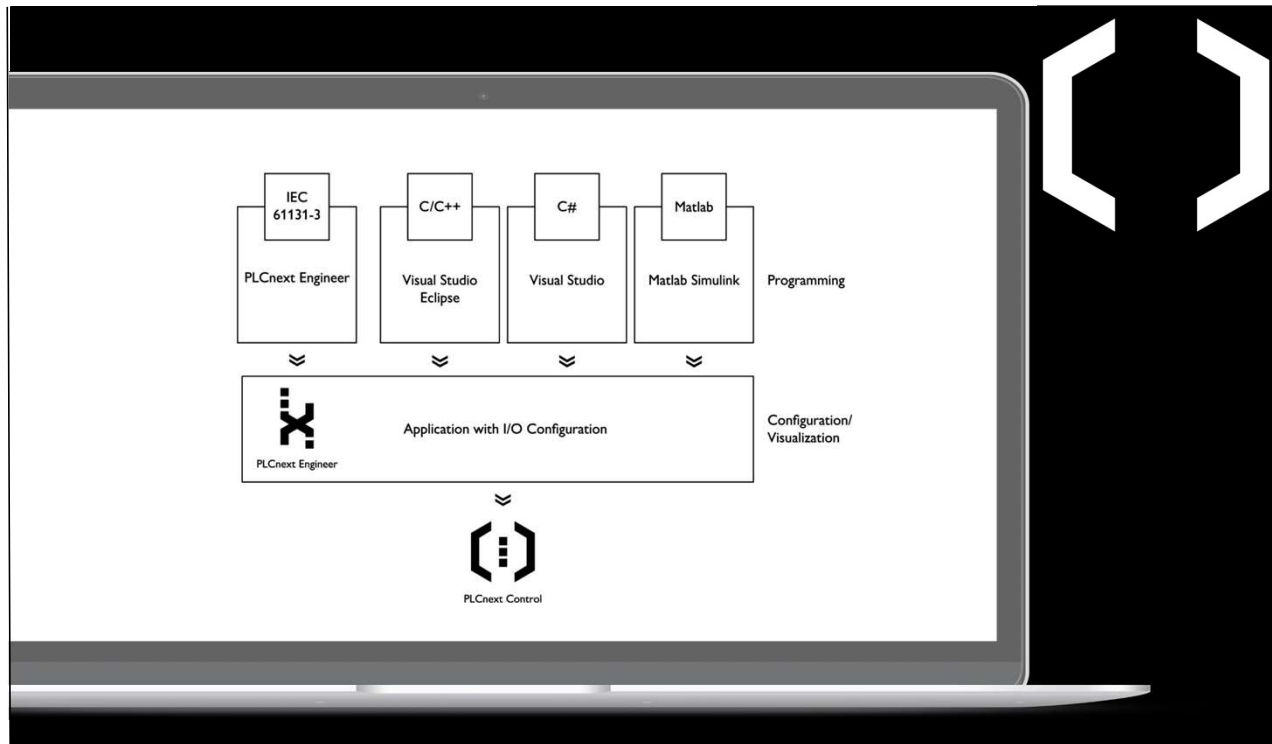 IEC
61131-3
C/C++
C#
Matlab
PLCnext Engineer
Visual Studio
Eclipse
Visual Studio
Matlab Simulink
Programming
Application with I/O Configuration
Configuration/
Visualization
PLCnext Engineer
PLCnext Control